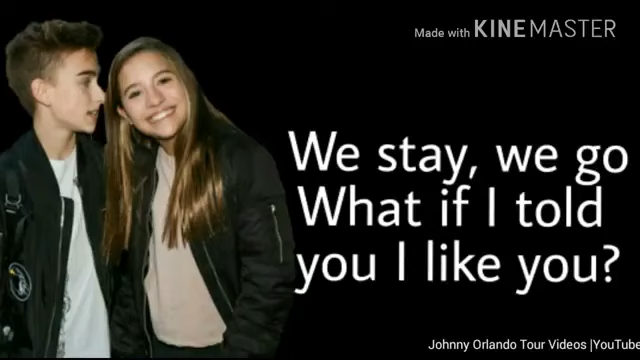 Made with KINEMASTER
We stay, we go
What if I told
you I like you?
Johnny Orlando Tour Videos |YouTube